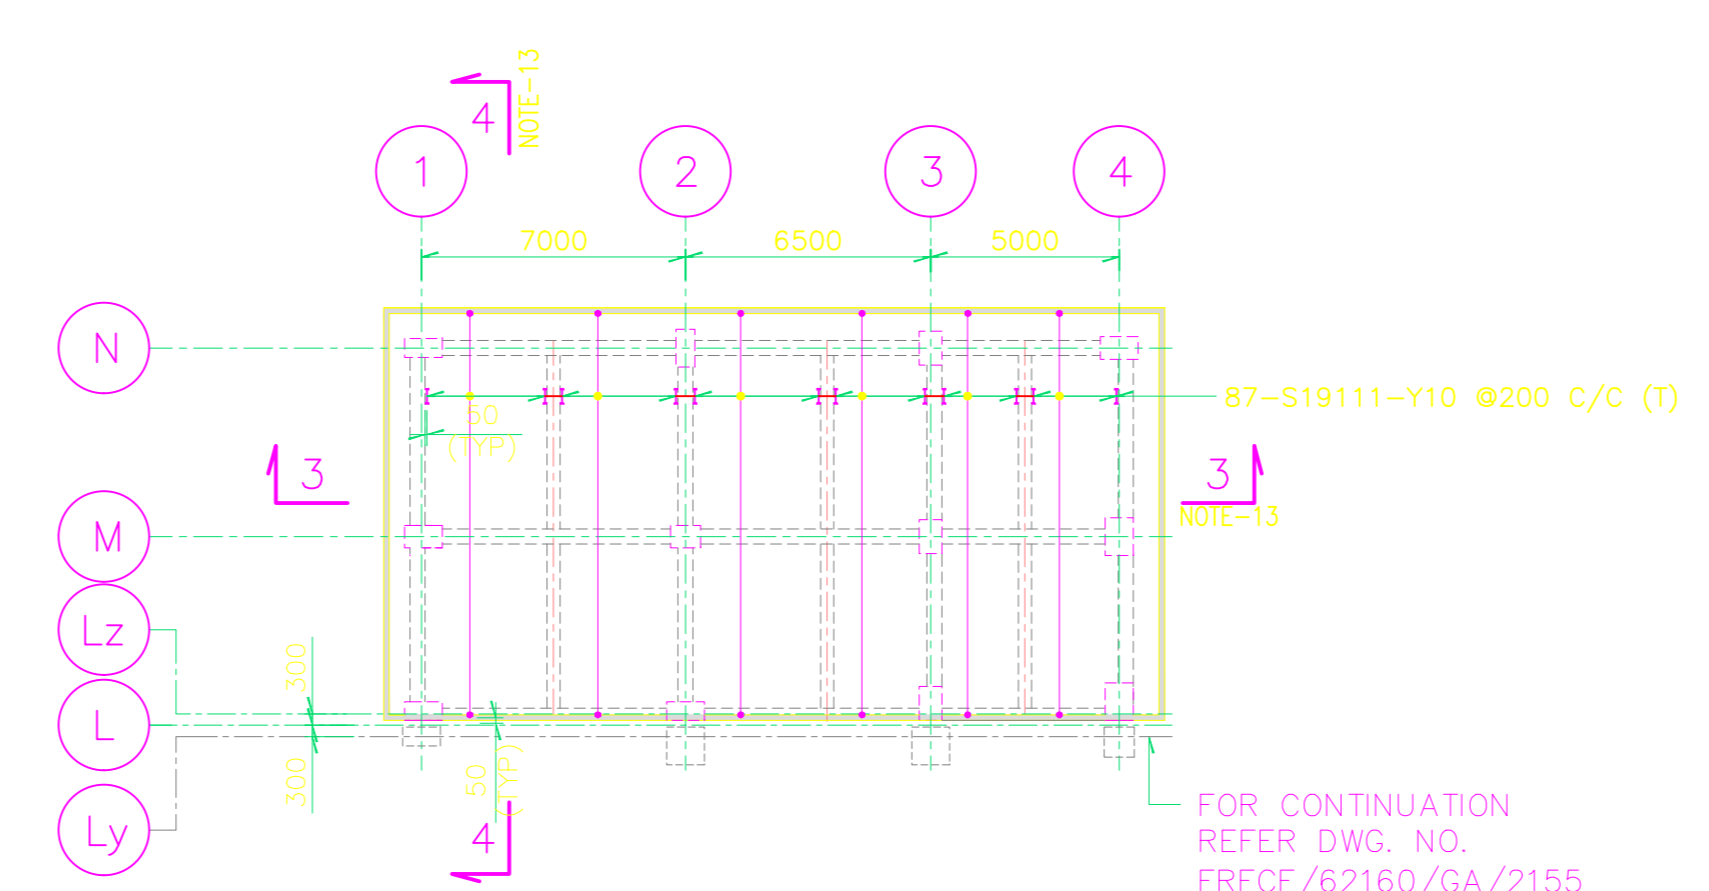 4
NOTE-13
1
2
3
4
7000
6500
5000
N
87-S19111-Y10 @200 C/C (T)
50
(TYP)
3
3
NOTE-13
M
Lz
300
L
300
50
(TYP)
Ly
4
FOR CONTINUATION
REFER DWG. NO.
FRFCF/62160/GA/2155